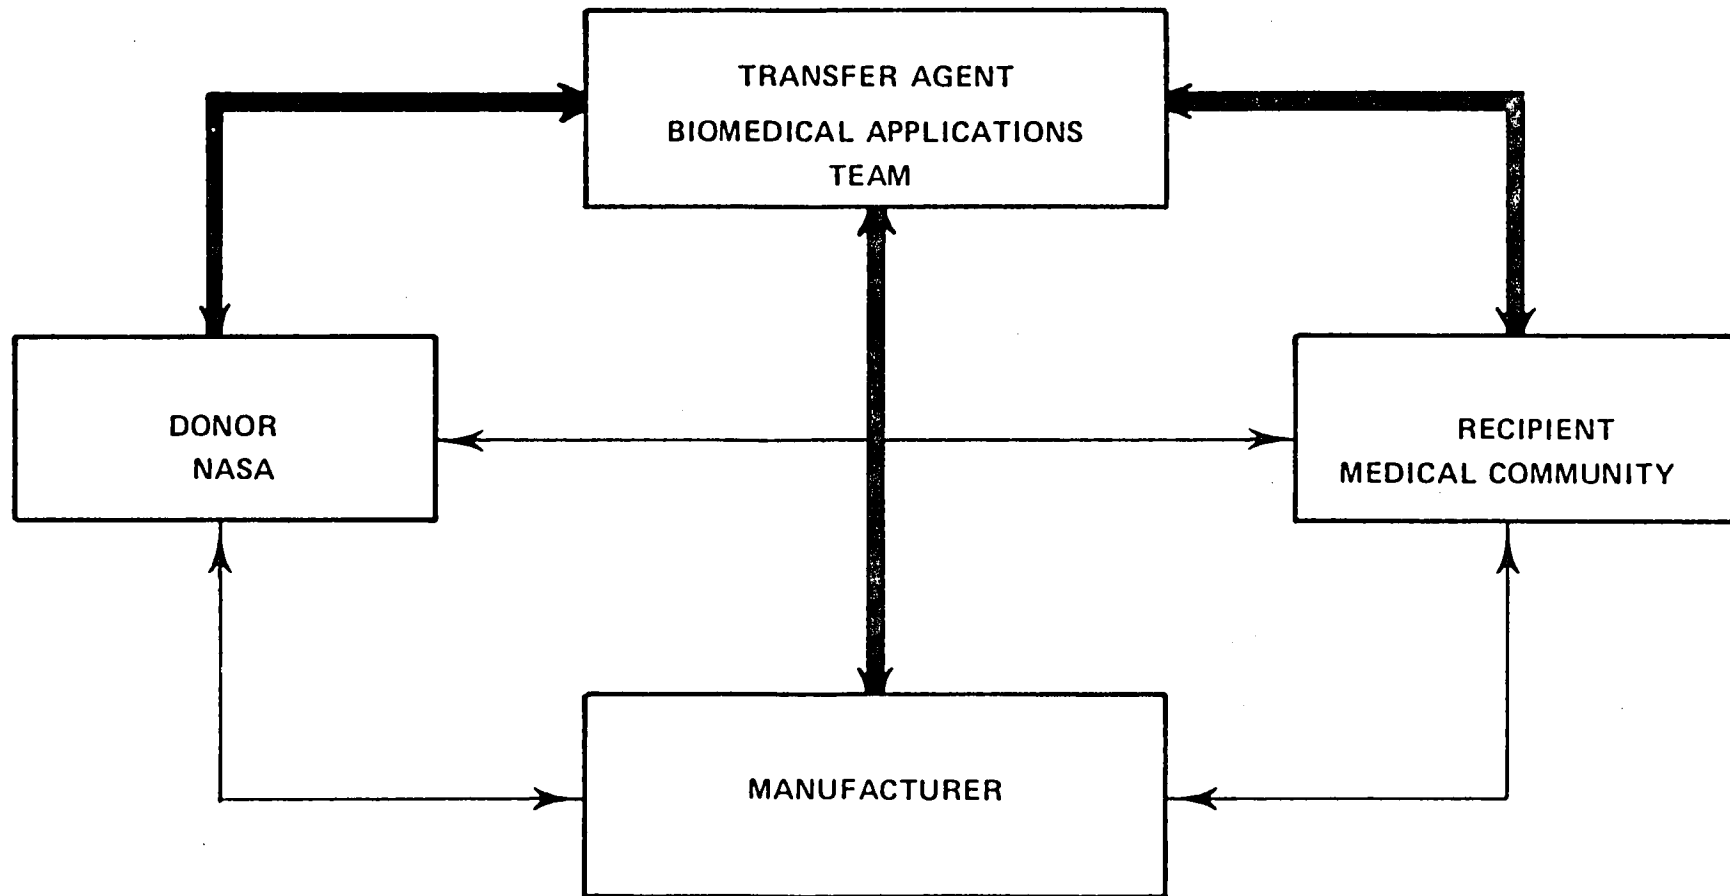 TRANSFER AGENT
BIOMEDICAL APPLICATIONS
TEAM
DONOR
NASA
RECIPIENT
MEDICAL COMMUNITY
MANUFACTURER